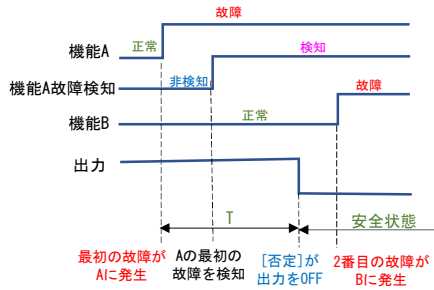 故障
正常
機能A
検知
非検知
機能A故障検知
故障
正常
機能B
出力
T
安全状態
最初の故障が
Aに発生
Aの最初の
故障を検知
[否定]が
出力をOFF
2番目の故障が
Bに発生